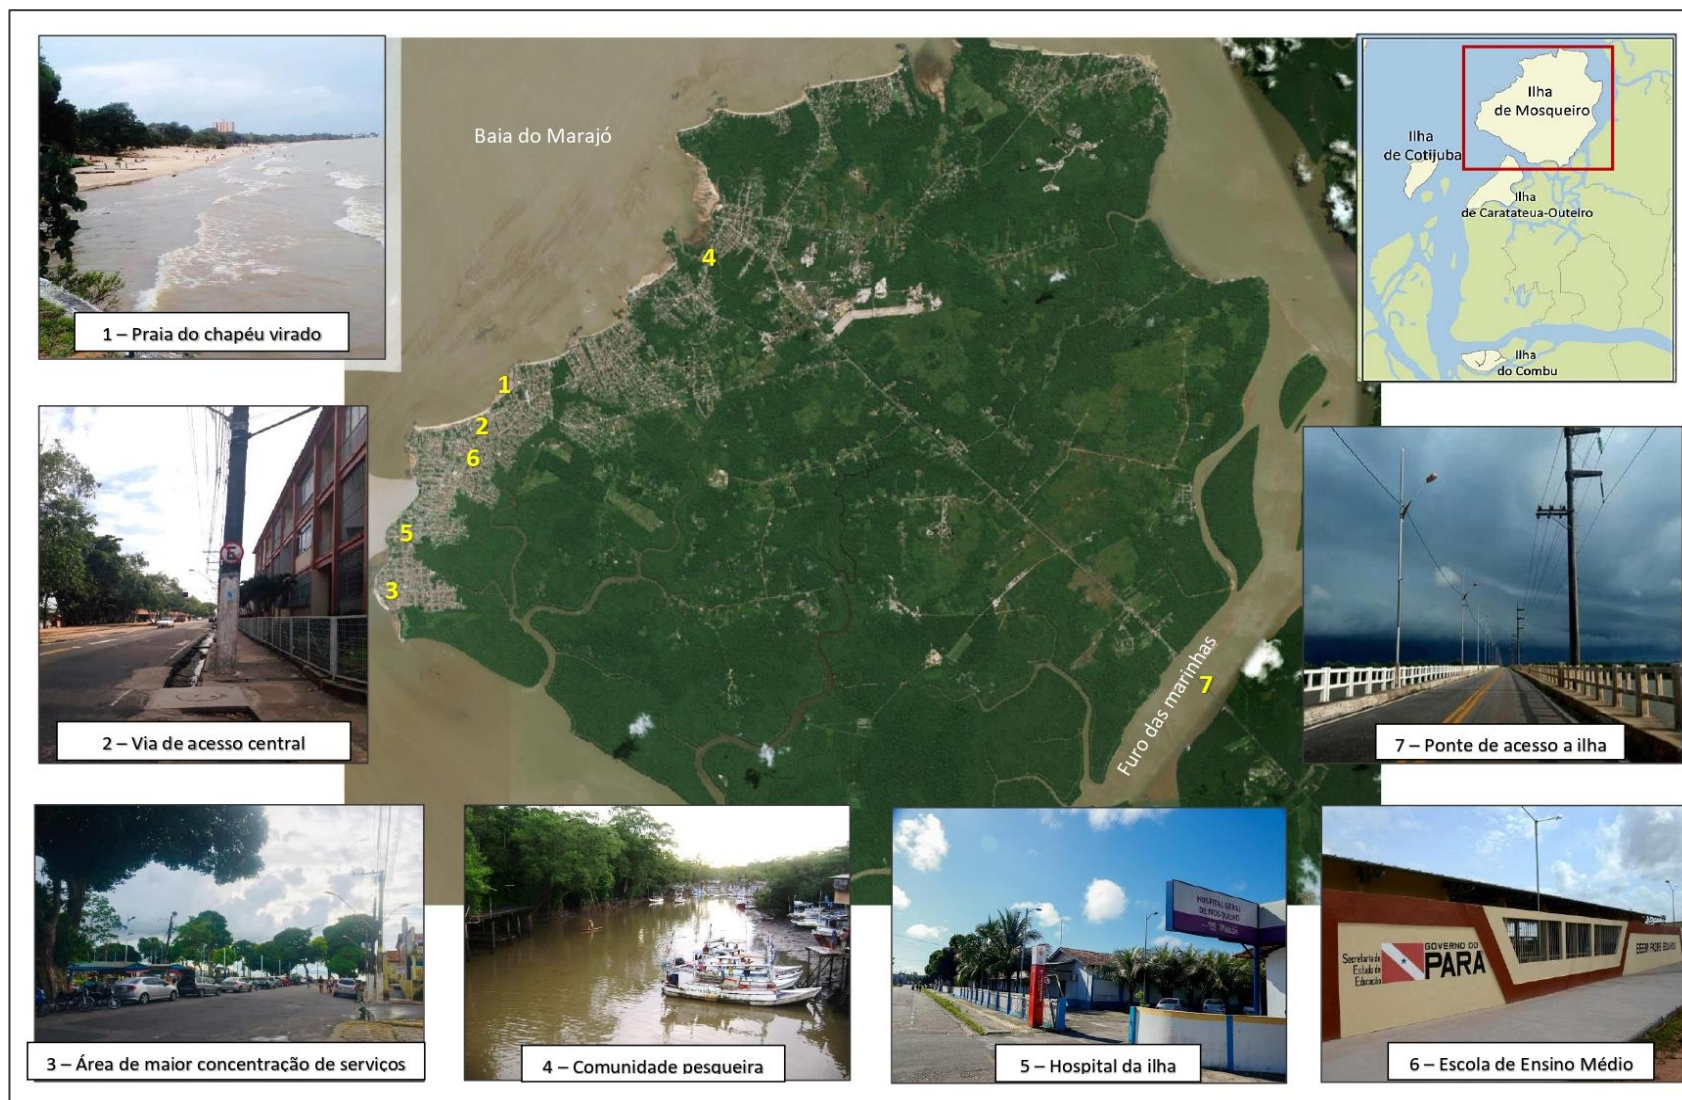 1 – Praia do chapéu virado
Baia do Marajó
Ilha
de Mosqueiro
Ilha
de Cotijuba
Ilha
de Caratateua-Outeiro
Ilha
do Combu
4
1
2
6
5
3
7
Furo das marinhas
E
2 – Via de acesso central
7 – Ponte de acesso a ilha
3 – Área de maior concentração de serviços
4 – Comunidade pesqueira
HOSPITAL GERAL
DE MOSQUEIRO
5 – Hospital da ilha
Secretaria de
Estado de
Educação
GOVERNO DO
PARÁ
EEEEM PADRE EDUARDO
6 – Escola de Ensino Médio